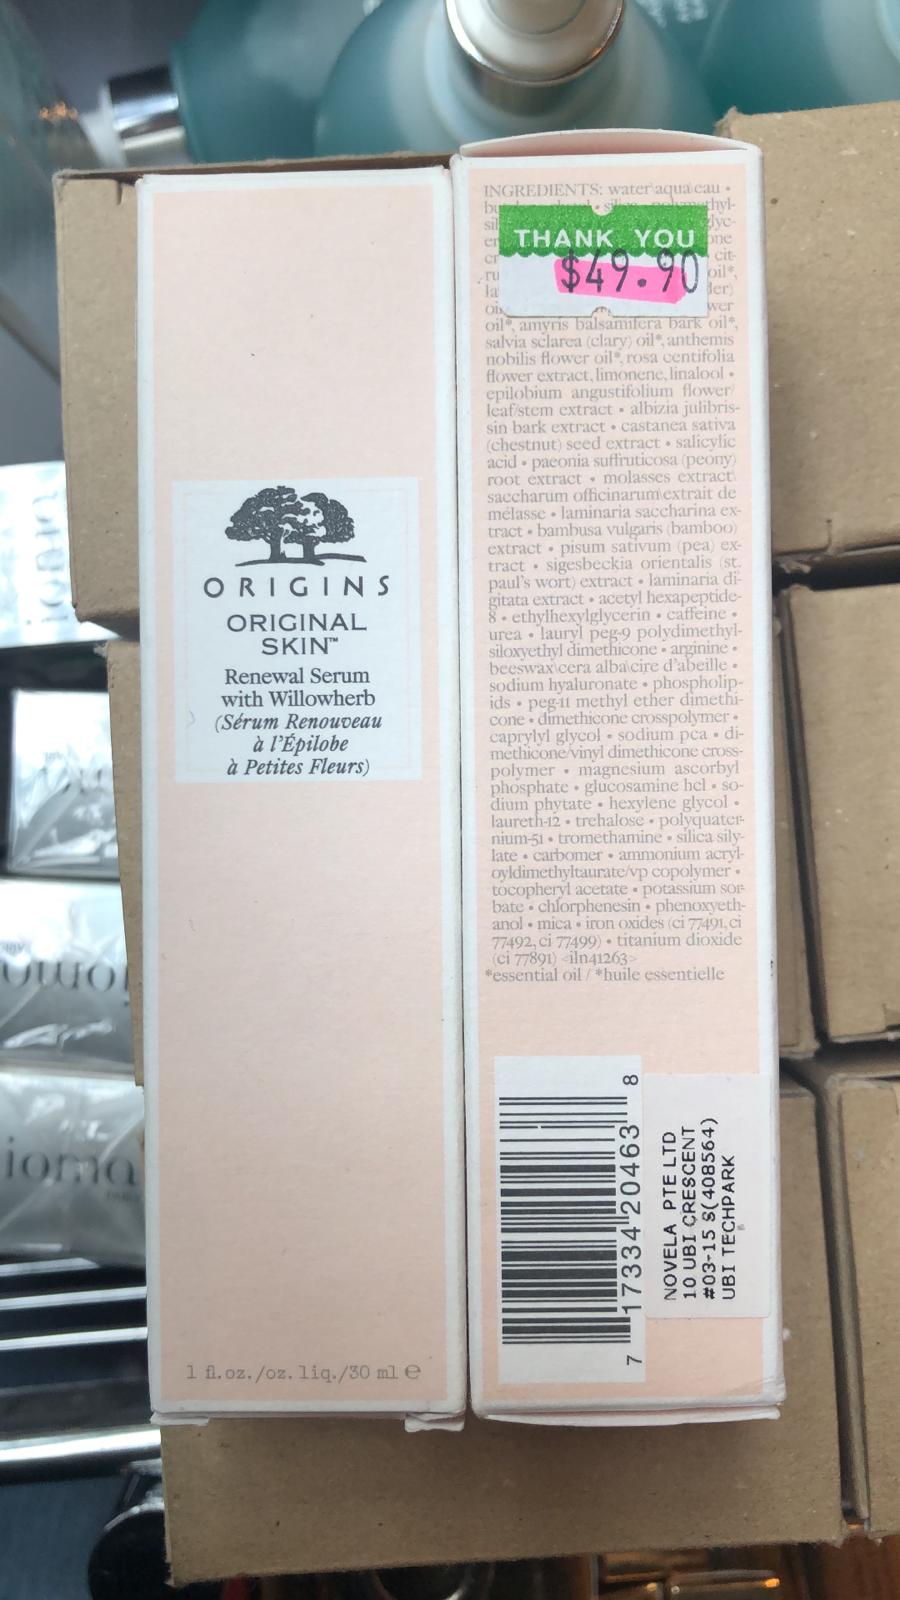 ORIGINS
ORIGINAL
SKIN™
Renewal Serum
with Willowherb
(Sérum Renouveau
à l'Épilobe
à Petites Fleurs)
1 fl.oz./oz. liq./30 ml ℮
INGREDIENTS: water\aqua\eau •
THANK YOU
$49.90
oil*,
oil*, amyris balsamifera bark oil*,
salvia sclarea (clary) oil*, anthemis
nobilis flower oil*, rosa centifolia
flower extract, limonene, linalool •
epilobium angustifolium flower/
leaf/stem extract • albizia julibris-
sin bark extract • castanea sativa
(chestnut) seed extract • salicylic
acid • paeonia suffruticosa (peony)
root extract • molasses extract\
saccharum officinarum\extrait de
mélasse • laminaria saccharina ex-
tract • bambusa vulgaris (bamboo)
extract • pisum sativum (pea) ex-
tract • sigesbeckia orientalis (st.
paul's wort) extract • laminaria di-
gitata extract • acetyl hexapeptide-
8 • ethylhexylglycerin • caffeine •
urea • lauryl peg-9 polydimethyl-
siloxyethyl dimethicone • arginine •
beeswax\cera alba\cire d'abeille •
sodium hyaluronate • phospholip-
ids • peg-11 methyl ether dimethi-
cone • dimethicone crosspolymer •
caprylyl glycol • sodium pca • di-
methicone/vinyl dimethicone cross-
polymer • magnesium ascorbyl
phosphate • glucosamine hcl • so-
dium phytate • hexylene glycol •
laureth-12 • trehalose • polyquater-
nium-51 • tromethamine • silica sily-
late • carbomer • ammonium acryl-
oyldimethyltaurate/vp copolymer •
tocopheryl acetate • potassium sor-
bate • chlorphenesin • phenoxyeth-
anol • mica • iron oxides (ci 77491, ci
77492, ci 77499) • titanium dioxide
(ci 77891) <iln41263>
*essential oil / *huile essentielle
7 17334 20463 8
NOVELA PTE LTD
10 UBI CRESCENT
#03-15 S(408564)
UBI TECHPARK
ioma